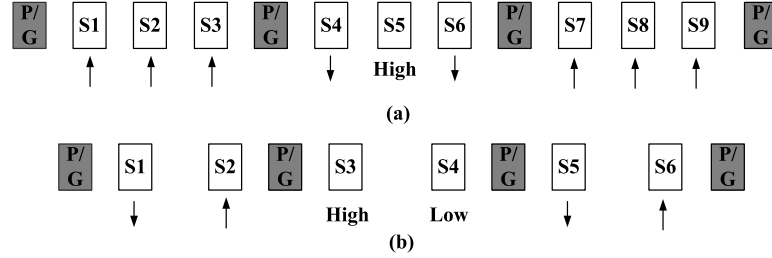 P/G S1 S2 S3 P/G S4 S5 S6 P/G S7 S8 S9 P/G
High
(a)
P/G S1 S2 P/G S3 S4 P/G S5 S6 P/G
High Low
(b)